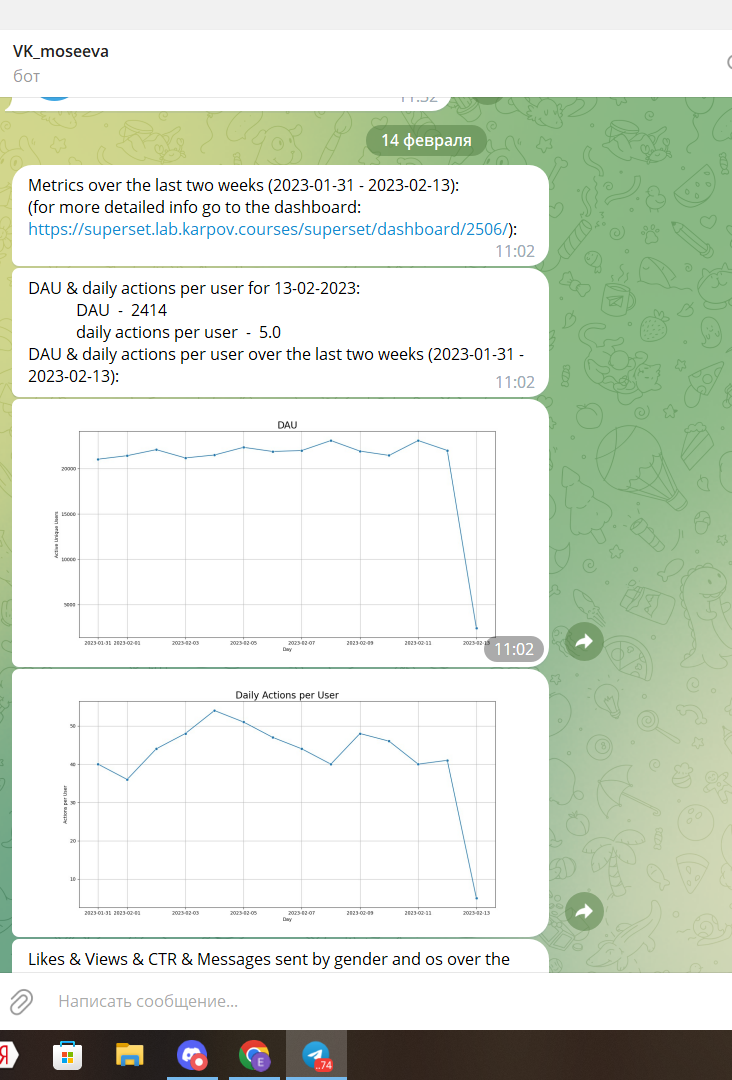 VK_moseeva
бот
11:32
14 февраля
Metrics over the last two weeks (2023-01-31 - 2023-02-13):
(for more detailed info go to the dashboard:
https://superset.lab.karpov.courses/superset/dashboard/2506/):
11:02
DAU & daily actions per user for 13-02-2023:
DAU - 2414
daily actions per user - 5.0
DAU & daily actions per user over the last two weeks (2023-01-31 -
2023-02-13):
11:02
DAU
20000
15000
10000
5000
Active Unique Users
2023-01-31 2023-02-01 2023-02-03 2023-02-05 2023-02-07 2023-02-09 2023-02-11 2023-02-13
Day
11:02
Daily Actions per User
50
40
30
20
10
Actions per User
2023-01-31 2023-02-01 2023-02-03 2023-02-05 2023-02-07 2023-02-09 2023-02-11 2023-02-13
Day
Likes & Views & CTR & Messages sent by gender and os over the
Написать сообщение...
Я
E
..74